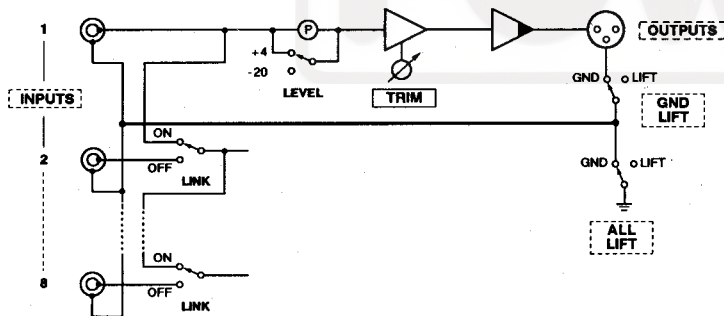 1
P
OUTPUTS
+4
-20
LEVEL
TRIM
GND
LIFT
GND
LIFT
INPUTS
ON
2
OFF
LINK
GND
LIFT
ALL
LIFT
ON
8
OFF
LINK